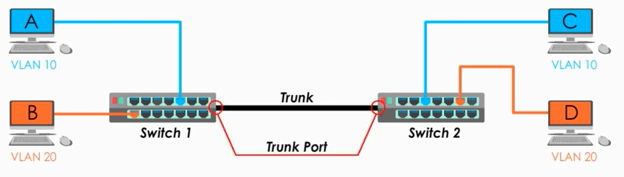 A
VLAN 10
B
VLAN 20
Switch 1
Trunk
Trunk Port
Switch 2
C
VLAN 10
D
VLAN 20